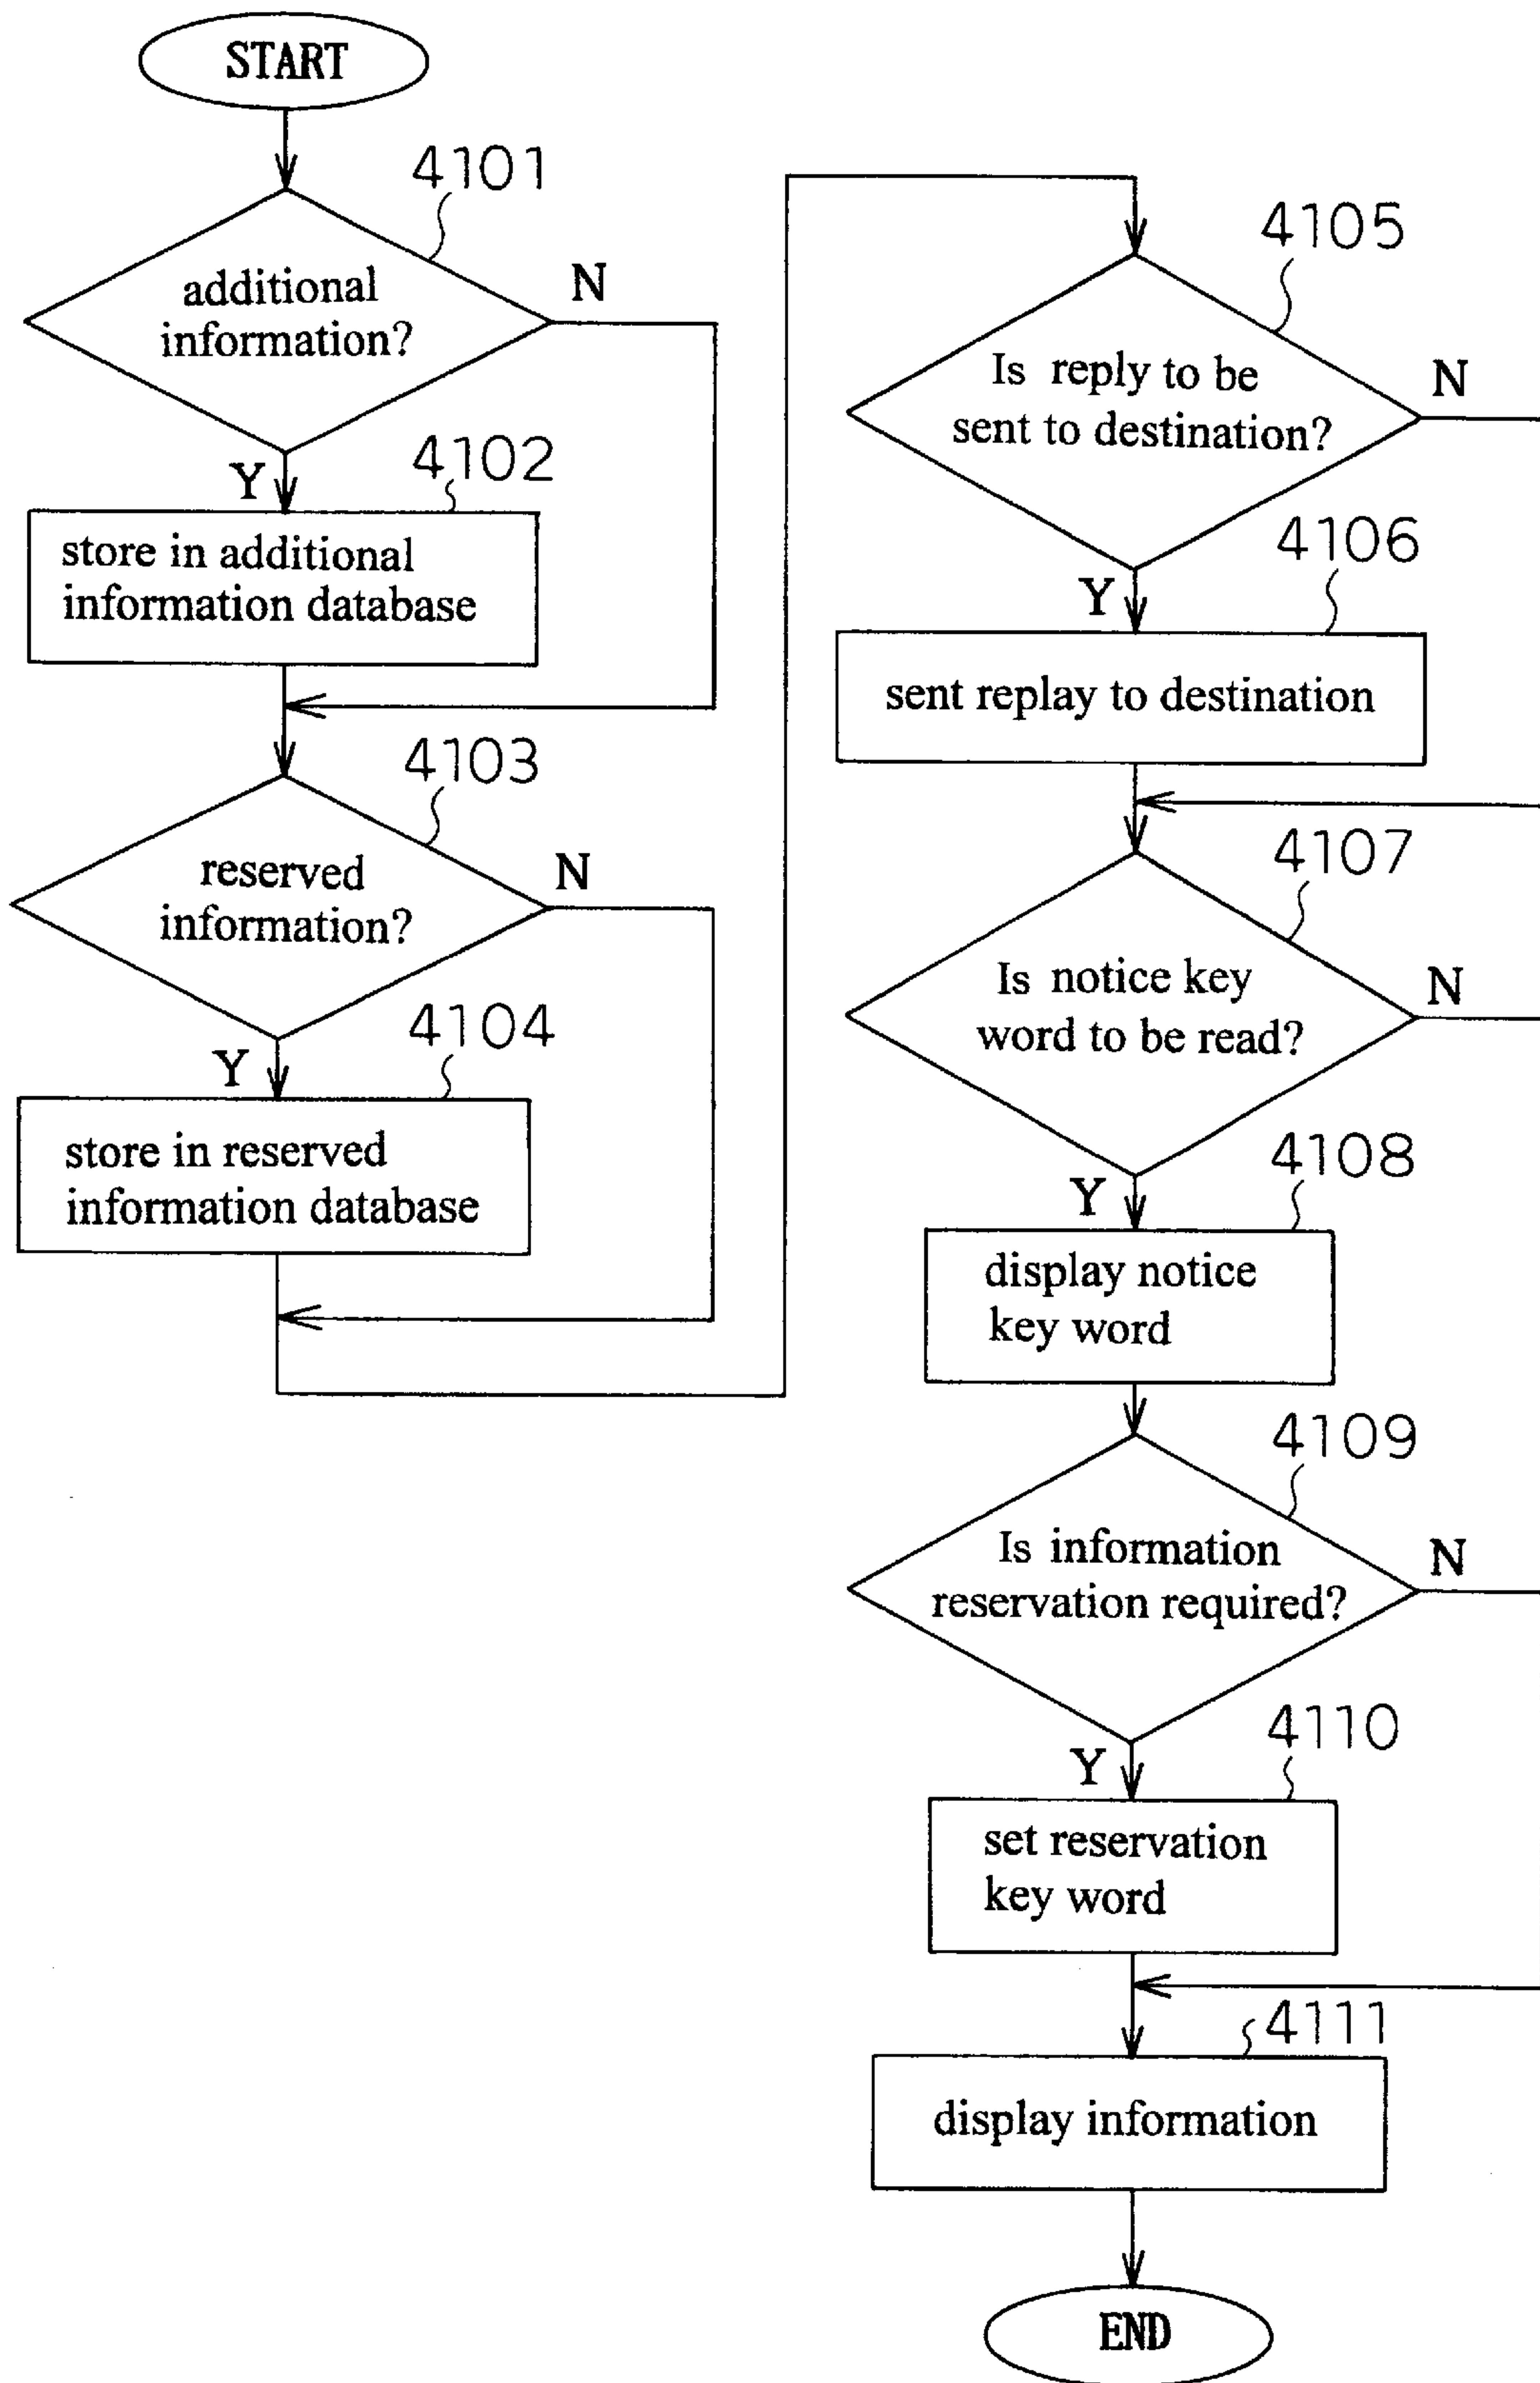 START
4101
additional
information?
N
Y
4102
store in additional
information database
4103
reserved
information?
N
Y
4104
store in reserved
information database
4105
Is reply to be
sent to destination?
N
Y
4106
sent replay to destination
4107
Is notice key
word to be read?
N
Y
4108
display notice
key word
4109
Is information
reservation required?
N
Y
4110
set reservation
key word
4111
display information
END